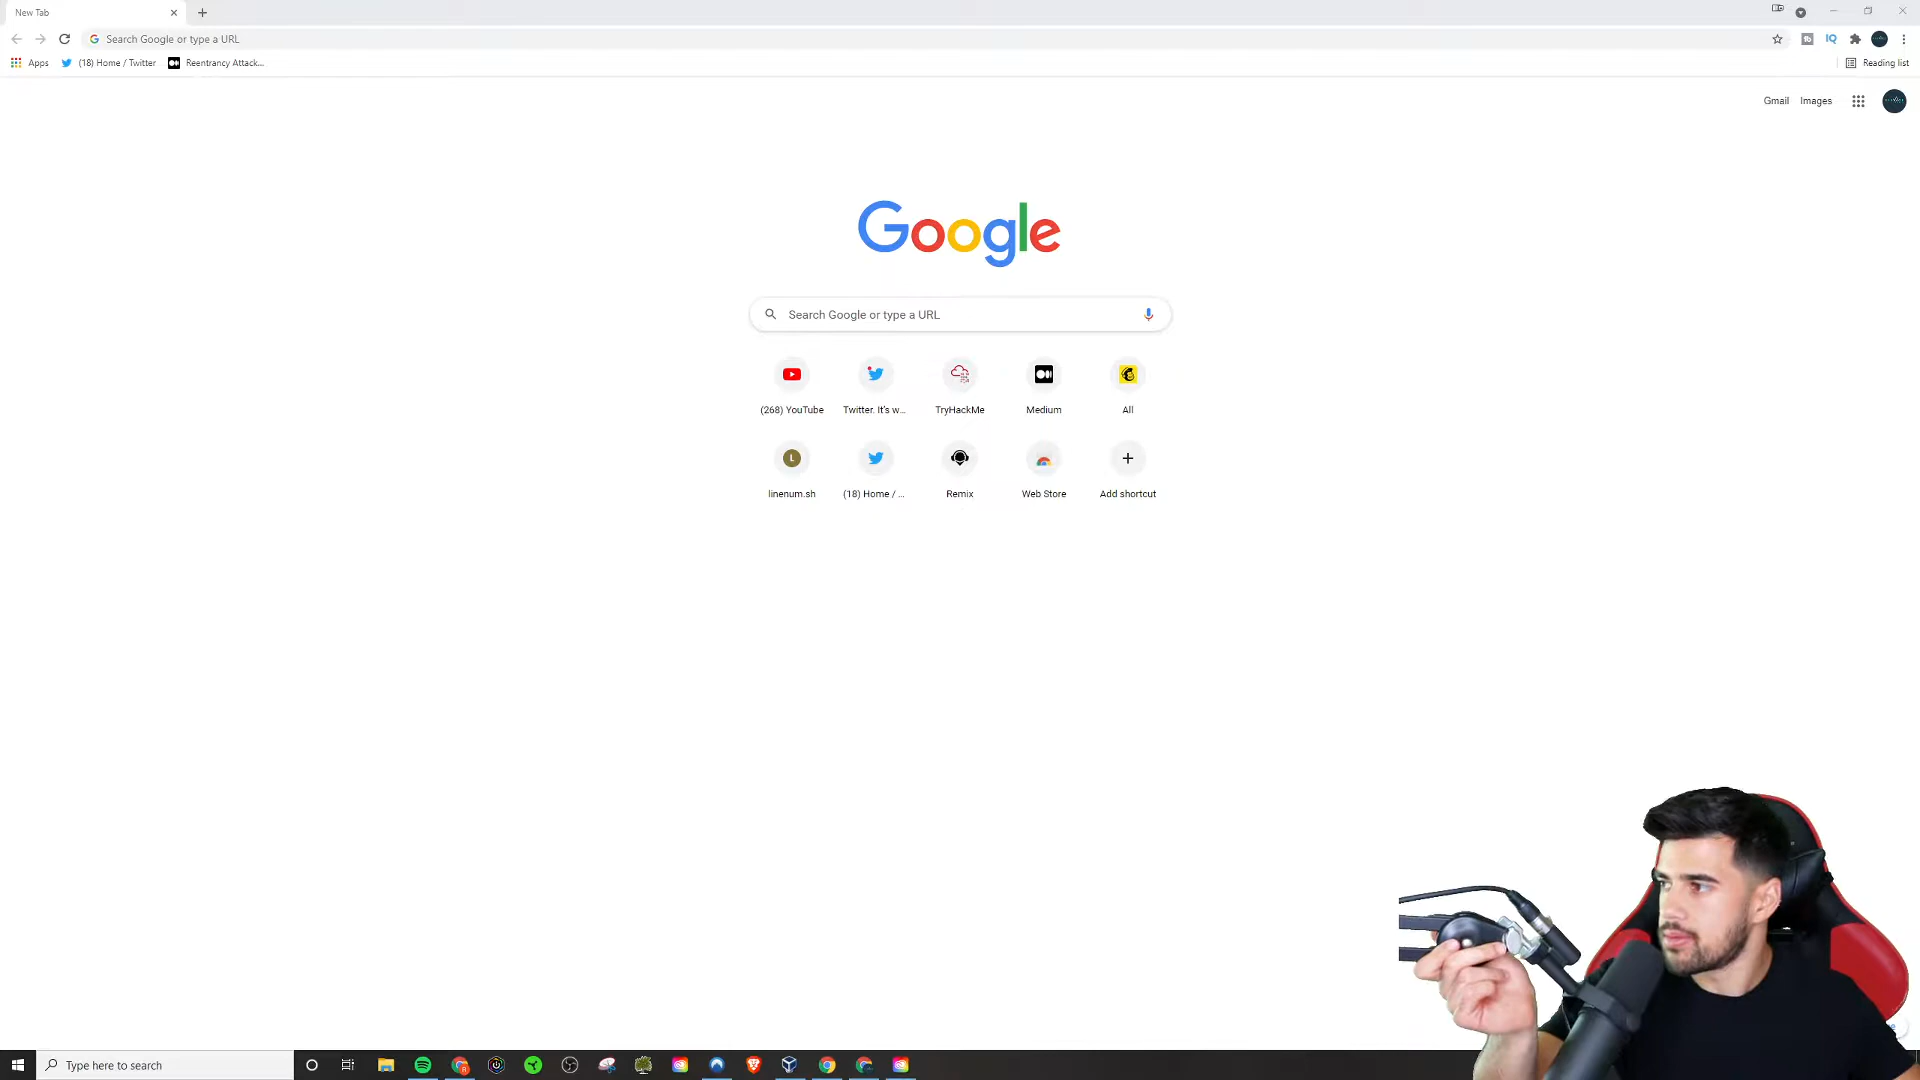 New Tab
Search Google or type a URL
IQ
Apps
(18) Home / Twitter
Reentrancy Attack...
Reading list
Gmail
Images
Google
Search Google or type a URL
(268) YouTube
Twitter. It's w...
TryHackMe
Medium
All
L
linenum.sh
(18) Home / ...
Remix
Web Store
Add shortcut
Type here to search